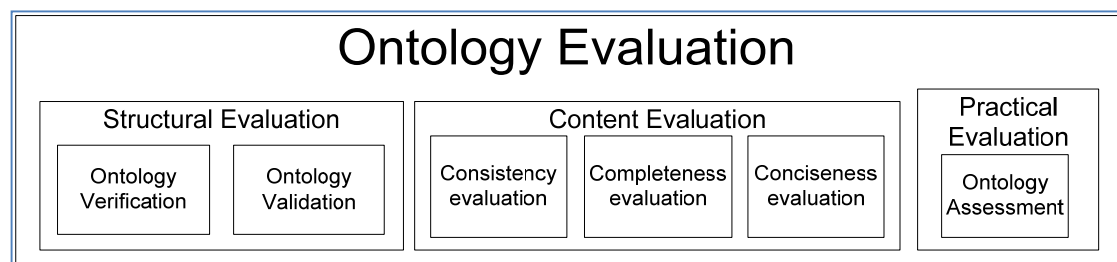 Ontology Evaluation
Structural Evaluation
Ontology
Verification
Ontology
Validation
Content Evaluation
Consistency
evaluation
Completeness
evaluation
Conciseness
evaluation
Practical
Evaluation
Ontology
Assessment